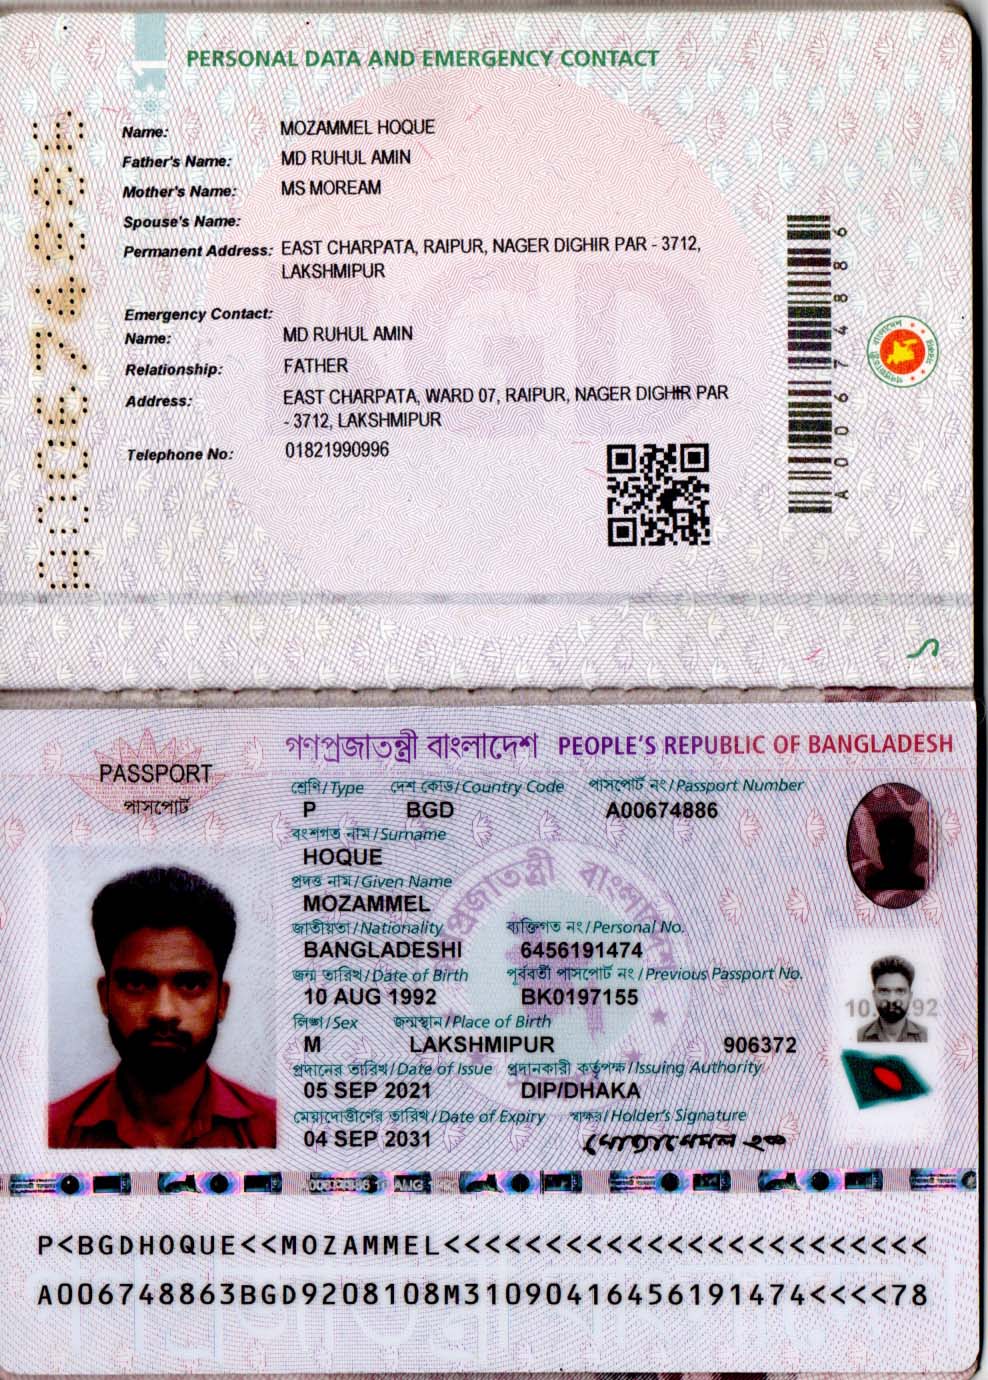 PERSONAL DATA AND EMERGENCY CONTACT
Name: MOZAMMEL HOQUE
Father's Name: MD RUHUL AMIN
Mother's Name: MS MOREAM
Spouse's Name:
Permanent Address: EAST CHARPATA, RAIPUR, NAGER DIGHIR PAR - 3712,
LAKSHMIPUR
Emergency Contact:
Name: MD RUHUL AMIN
Relationship: FATHER
Address: EAST CHARPATA, WARD 07, RAIPUR, NAGER DIGHIR PAR
- 3712, LAKSHMIPUR
Telephone No: 01821990996
A00674886
A00674886
গণপ্রজাতন্ত্রী বাংলাদেশ PEOPLE'S REPUBLIC OF BANGLADESH
PASSPORT
পাসপোর্ট
শ্রেণি/Type দেশ কোড/Country Code পাসপোর্ট নং/Passport Number
P BGD A00674886
বংশগত নাম/Surname
HOQUE
প্রদত্ত নাম/Given Name
MOZAMMEL
জাতীয়তা/Nationality ব্যক্তিগত নং/Personal No.
BANGLADESHI 6456191474
জন্ম তারিখ/Date of Birth পূর্ববর্তী পাসপোর্ট নং/Previous Passport No.
10 AUG 1992 BK0197155
লিঙ্গ/Sex জন্মস্থান/Place of Birth
M LAKSHMIPUR 906372
প্রদানের তারিখ/Date of Issue প্রদানকারী কর্তৃপক্ষ/Issuing Authority
05 SEP 2021 DIP/DHAKA
মেয়াদোত্তীর্ণের তারিখ/Date of Expiry স্বাক্ষর/Holder's Signature
04 SEP 2031 মোজাম্মেল হক
P<BGDHOQUE<<MOZAMMEL<<<<<<<<<<<<<<<<<<<<<<<<
A006748863BGD9208108M31090416456191474<<<<78